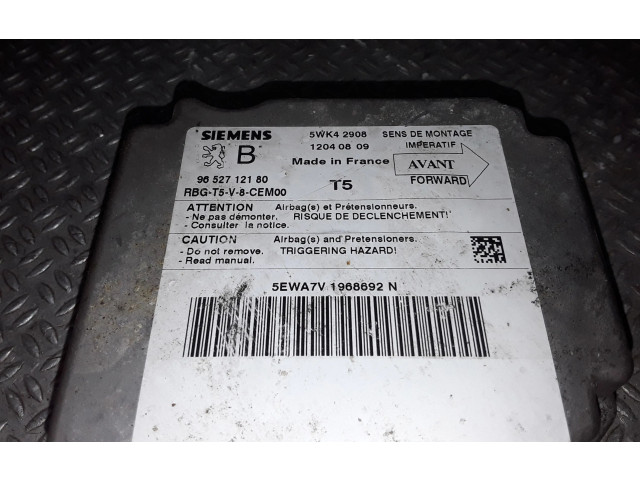 SIEMENS 5WK4 2908 SENS DE MONTAGE
B 1204 08 09 IMPERATIF
Made in France AVANT
96 527 121 80 FORWARD
RBG-T5-V-8-CEM00 T5
ATTENTION Airbag(s) et Prétensionneurs.
- Ne pas démonter. RISQUE DE DECLENCHEMENT!
- Consulter la notice.
CAUTION Airbag(s) and Pretensioners.
- Do not remove. TRIGGERING HAZARD!
- Read manual.
5EWA7V 1968692 N